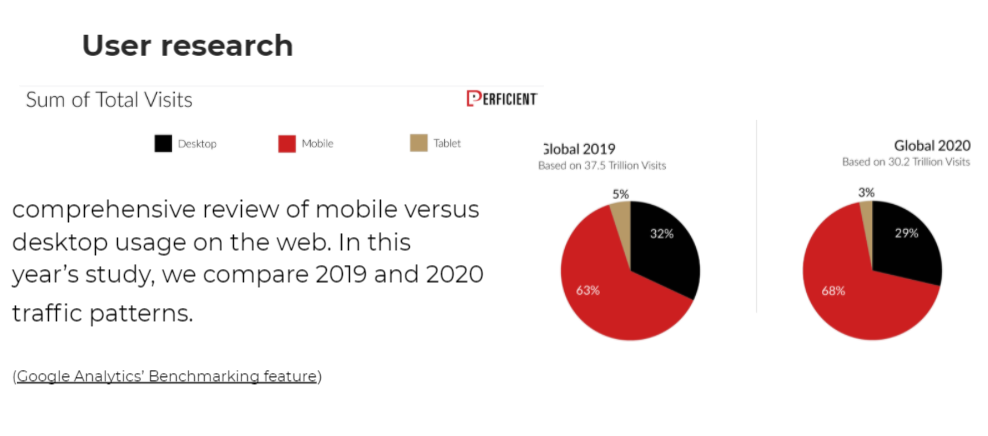 User research
Sum of Total Visits
PERFICIENT
Desktop
Mobile
Tablet
comprehensive review of mobile versus
desktop usage on the web. In this
year’s study, we compare 2019 and 2020
traffic patterns.
(Google Analytics’ Benchmarking feature)
Global 2019
Based on 37.5 Trillion Visits
5%
32%
63%
Global 2020
Based on 30.2 Trillion Visits
3%
29%
68%